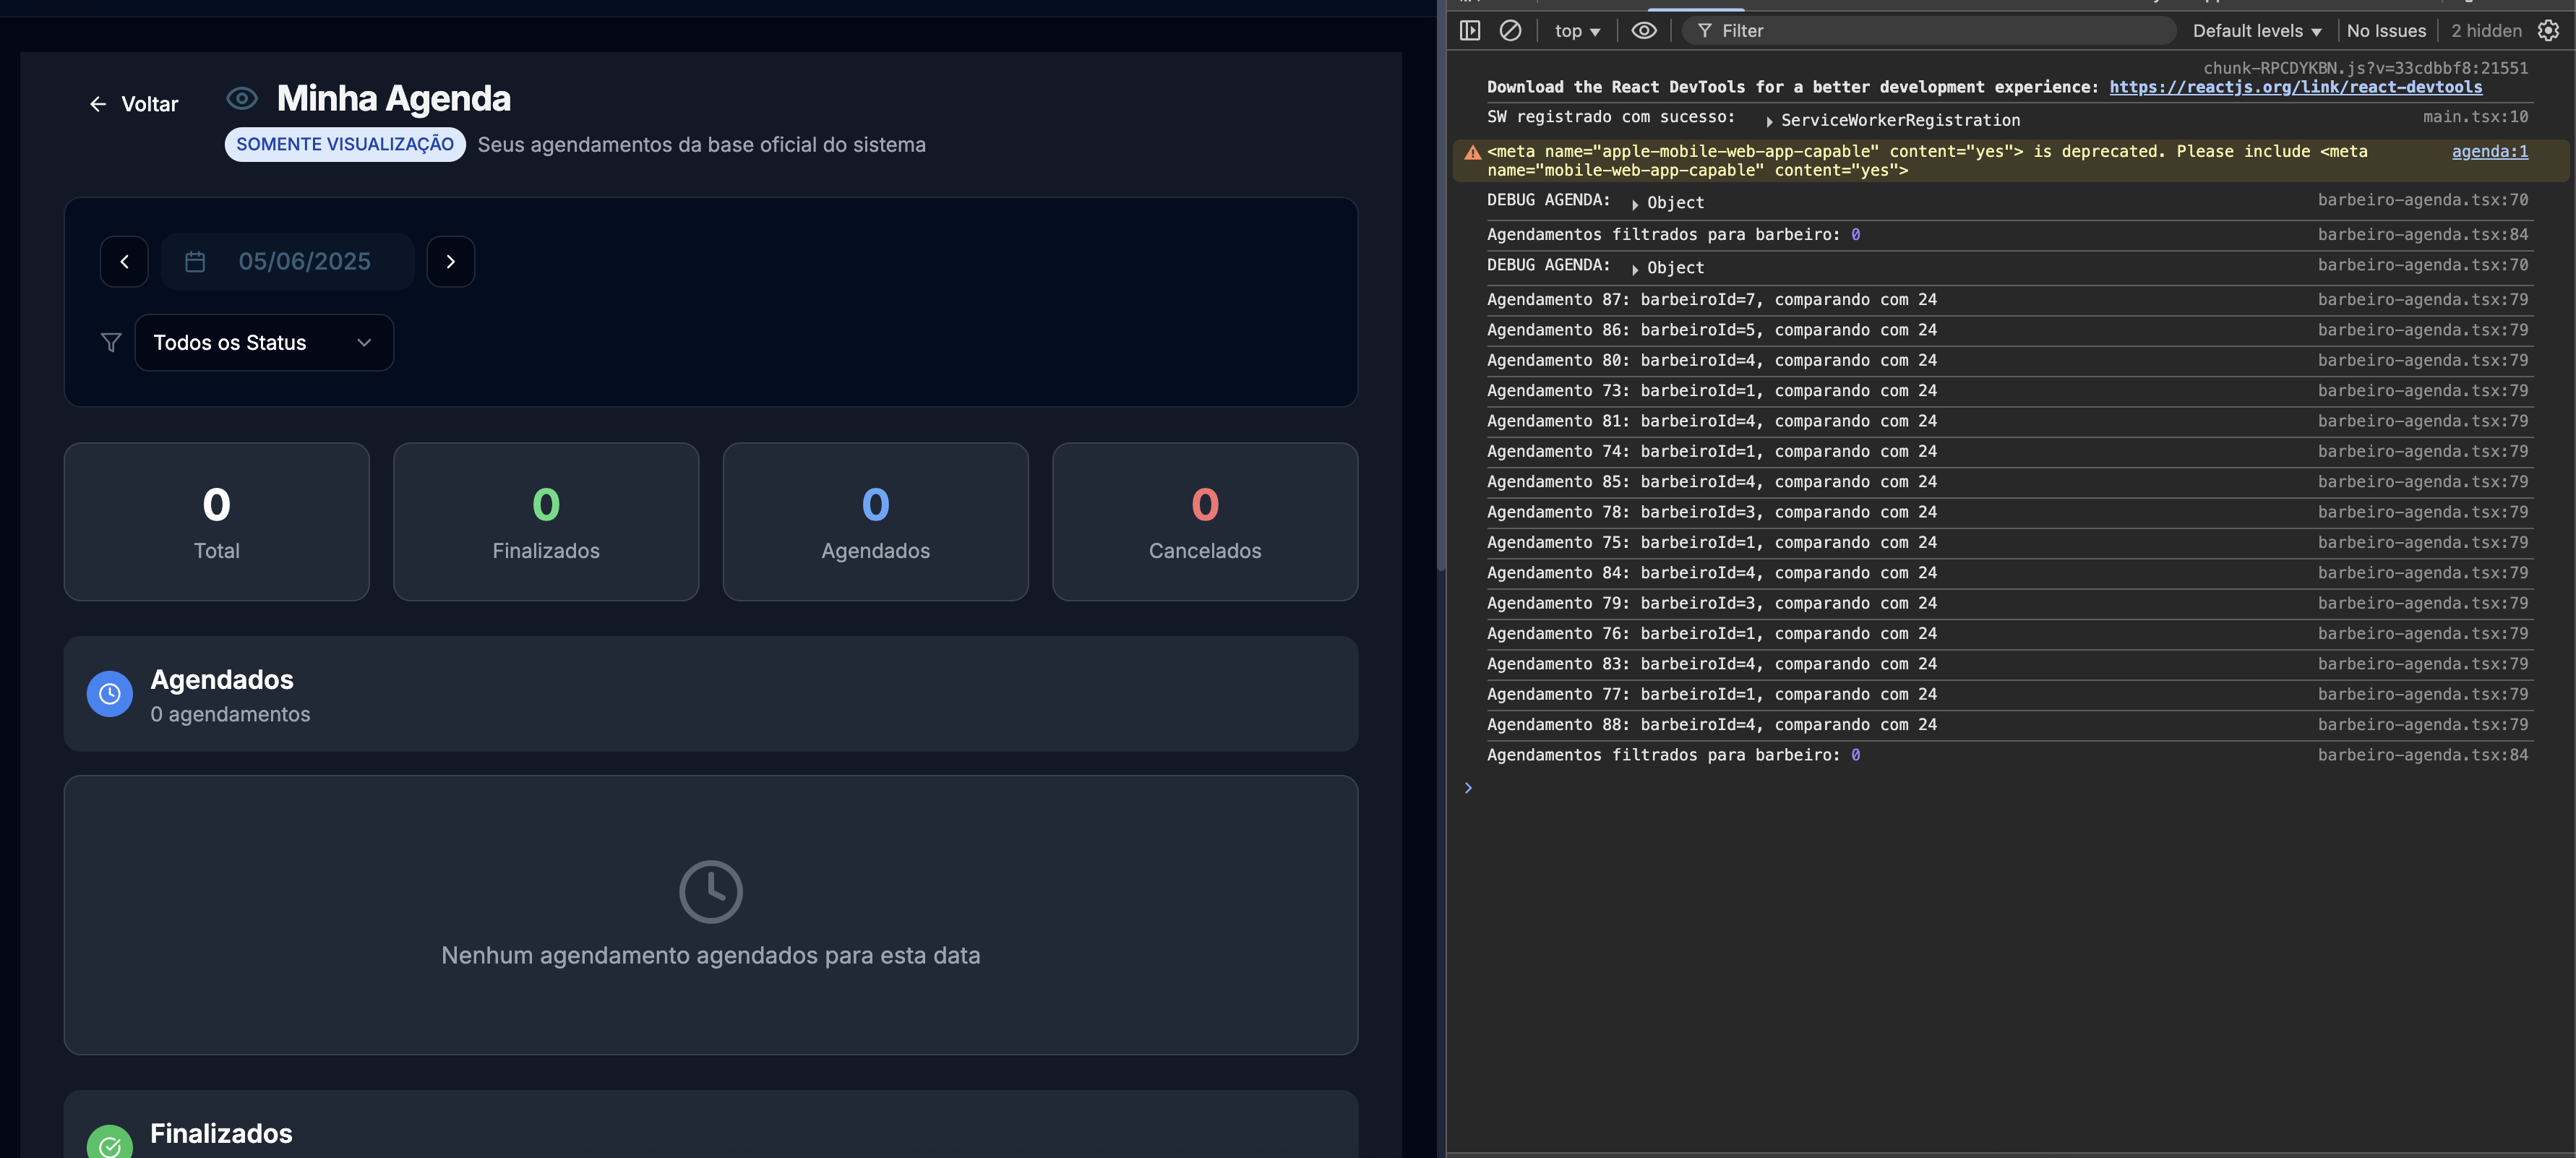 Voltar
Minha Agenda
SOMENTE VISUALIZAÇÃO
Seus agendamentos da base oficial do sistema
05/06/2025
Todos os Status
0
Total
0
Finalizados
0
Agendados
0
Cancelados
Agendados
0 agendamentos
Nenhum agendamento agendados para esta data
Finalizados
top
Filter
Default levels
No Issues
2 hidden
chunk-RPCDYKBN.js?v=33cdbbf8:21551
Download the React DevTools for a better development experience: https://reactjs.org/link/react-devtools
SW registrado com sucesso: ServiceWorkerRegistration main.tsx:10
<meta name="apple-mobile-web-app-capable" content="yes"> is deprecated. Please include <meta agenda:1
name="mobile-web-app-capable" content="yes">
DEBUG AGENDA: Object barbeiro-agenda.tsx:70
Agendamentos filtrados para barbeiro: 0 barbeiro-agenda.tsx:84
DEBUG AGENDA: Object barbeiro-agenda.tsx:70
Agendamento 87: barbeiroId=7, comparando com 24 barbeiro-agenda.tsx:79
Agendamento 86: barbeiroId=5, comparando com 24 barbeiro-agenda.tsx:79
Agendamento 80: barbeiroId=4, comparando com 24 barbeiro-agenda.tsx:79
Agendamento 73: barbeiroId=1, comparando com 24 barbeiro-agenda.tsx:79
Agendamento 81: barbeiroId=4, comparando com 24 barbeiro-agenda.tsx:79
Agendamento 74: barbeiroId=1, comparando com 24 barbeiro-agenda.tsx:79
Agendamento 85: barbeiroId=4, comparando com 24 barbeiro-agenda.tsx:79
Agendamento 78: barbeiroId=3, comparando com 24 barbeiro-agenda.tsx:79
Agendamento 75: barbeiroId=1, comparando com 24 barbeiro-agenda.tsx:79
Agendamento 84: barbeiroId=4, comparando com 24 barbeiro-agenda.tsx:79
Agendamento 79: barbeiroId=3, comparando com 24 barbeiro-agenda.tsx:79
Agendamento 76: barbeiroId=1, comparando com 24 barbeiro-agenda.tsx:79
Agendamento 83: barbeiroId=4, comparando com 24 barbeiro-agenda.tsx:79
Agendamento 77: barbeiroId=1, comparando com 24 barbeiro-agenda.tsx:79
Agendamento 88: barbeiroId=4, comparando com 24 barbeiro-agenda.tsx:79
Agendamentos filtrados para barbeiro: 0 barbeiro-agenda.tsx:84